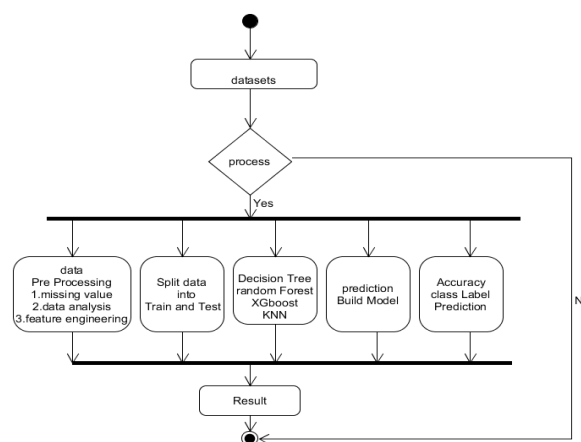 datasets
process
Yes
data
Pre Processing
1.missing value
2.data analysis
3.feature engineering
Split data
into
Train and Test
Decision Tree
random Forest
XGboost
KNN
prediction
Build Model
Accuracy
class Label
Prediction
N
Result